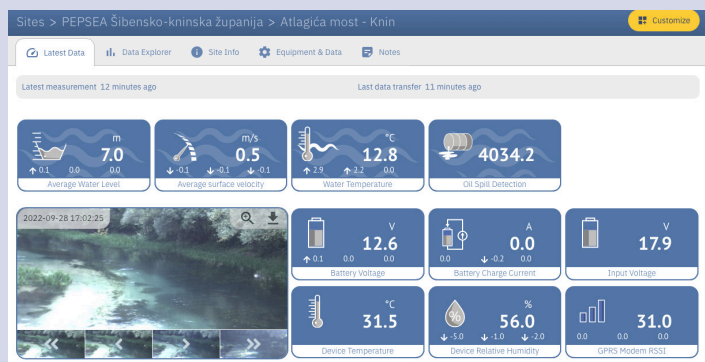 Sites > PEPSEA Šibensko-kninska županija > Atlagića most - Knin
Customize
Latest Data
Data Explorer
Site Info
Equipment & Data
Notes
Latest measurement 12 minutes ago
Last data transfer 11 minutes ago
m
7.0
↑ 0.1 0.0 0.0
Average Water Level
m/s
0.5
↓ -0.1 ↓ -0.1 ↓ -0.1
Average surface velocity
°C
12.8
↑ 2.9 ↑ 2.2 0.0
Water Temperature
4034.2
Oil Spill Detection
2022-09-28 17:02:25
V
12.6
↑ 0.1 0.0 0.0
Battery Voltage
A
0.0
0.0 ↓ -0.2 0.0
Battery Charge Current
V
17.9
Input Voltage
°C
31.5
Device Temperature
%
%
56.0
↓ -5.0 ↓ -1.0 ↓ -2.0
Device Relative Humidity
31.0
0.0 0.0 0.0
GPRS Modem RSSI